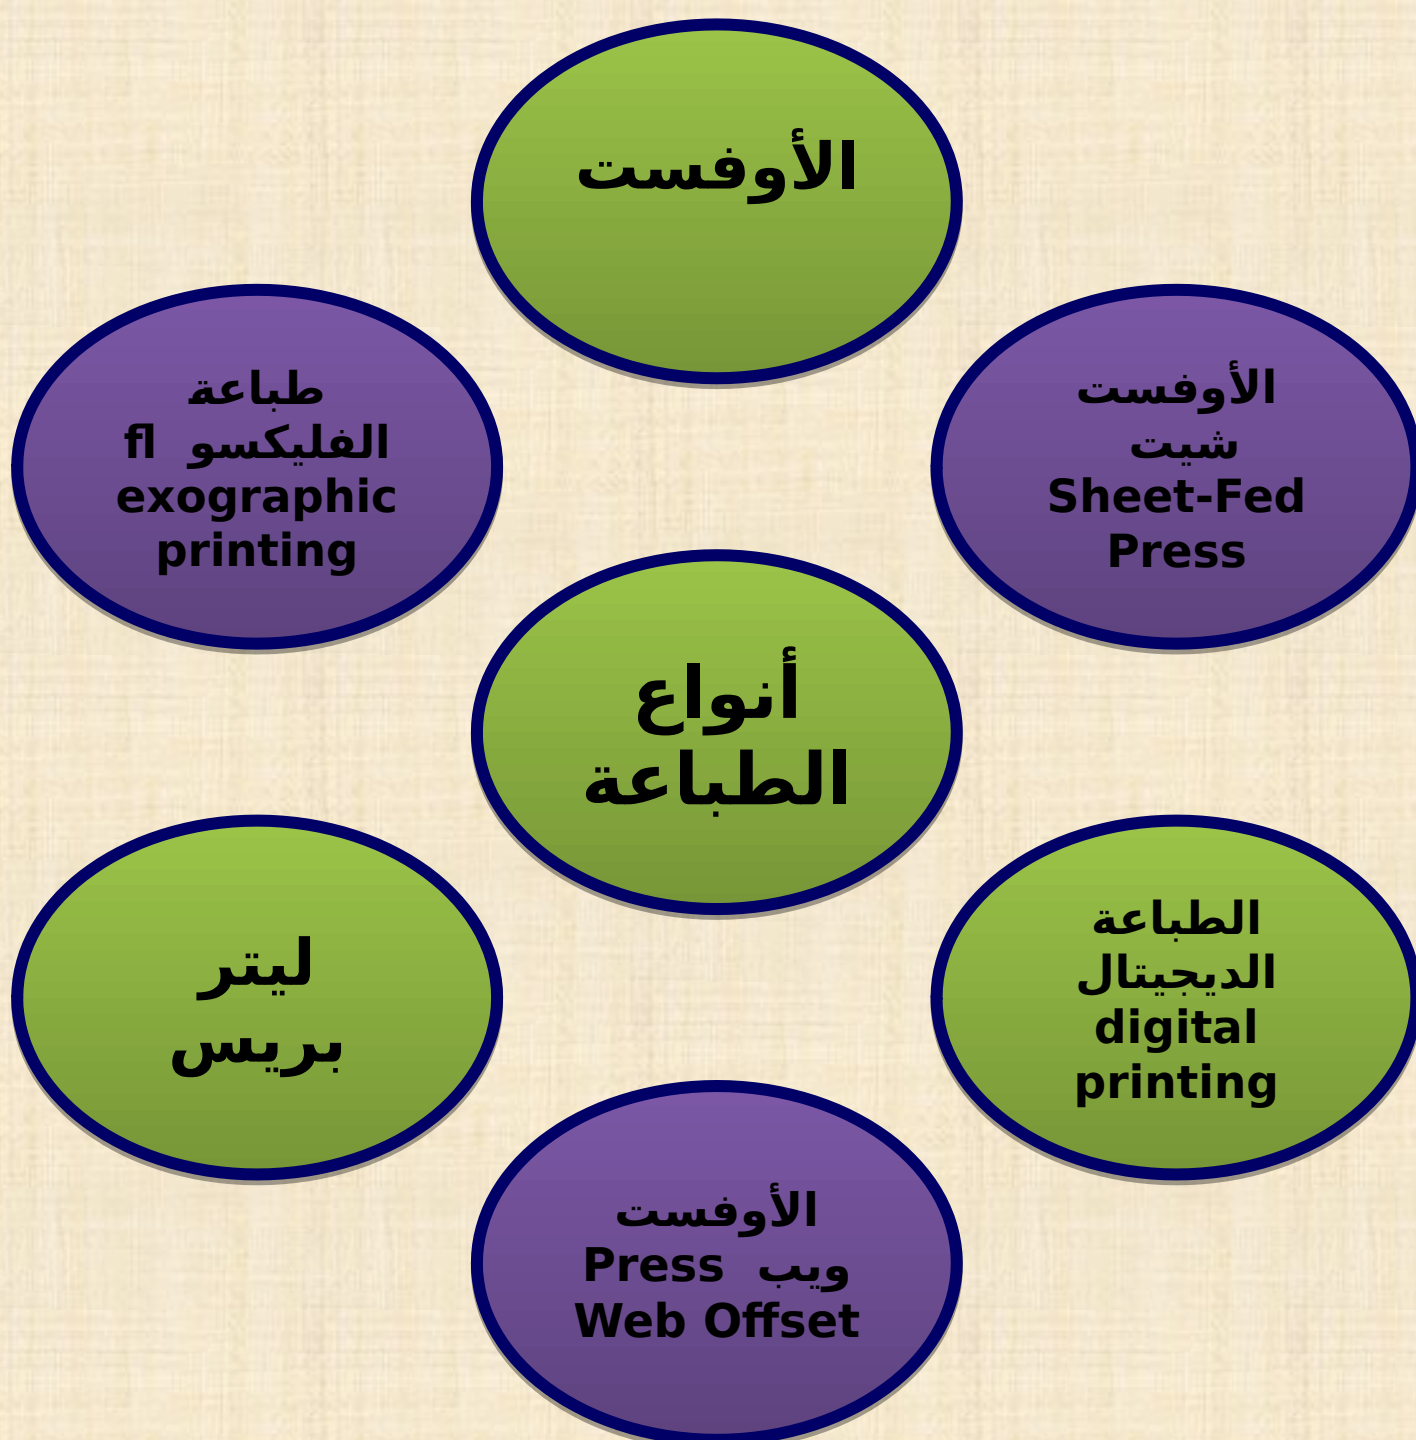 الأوفست
طباعة
الفليكسو fl
exographic
printing
الأوفست
شيت
Sheet-Fed
Press
أنواع
الطباعة
ليتر
بريس
الطباعة
الديجيتال
digital
printing
الأوفست
ويب Press
Web Offset